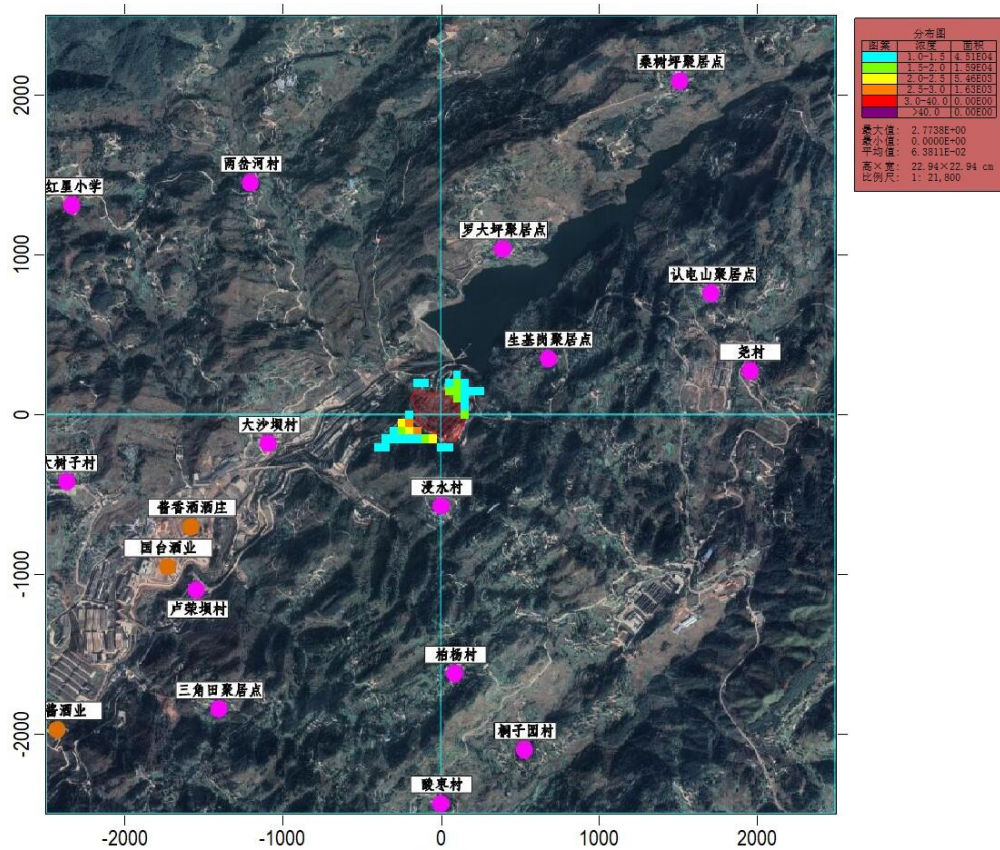 分布图
图案 浓度 面积
1.0-1.5 4.51E04
1.5-2.0 1.59E04
2.0-2.5 5.46E03
2.5-3.0 1.63E03
3.0-40.0 0.00E00
>40.0 0.00E00
最大值: 2.7738E+00
最小值: 0.0000E+00
平均值: 6.3811E-02
高×宽: 22.94×22.94 cm
比例尺: 1: 21,800
桑树坪聚居点
两岔河村
红星小学
罗大坪聚居点
认屯山聚居点
生基岗聚居点
尧村
大沙坝村
大树子村
浸水村
酱香酒酒庄
国台酒业
卢荣坝村
柏杨村
三角田聚居点
酱酒业
桐子园村
酸枣村
2000
1000
0
-1000
-2000
-2000 -1000 0 1000 2000